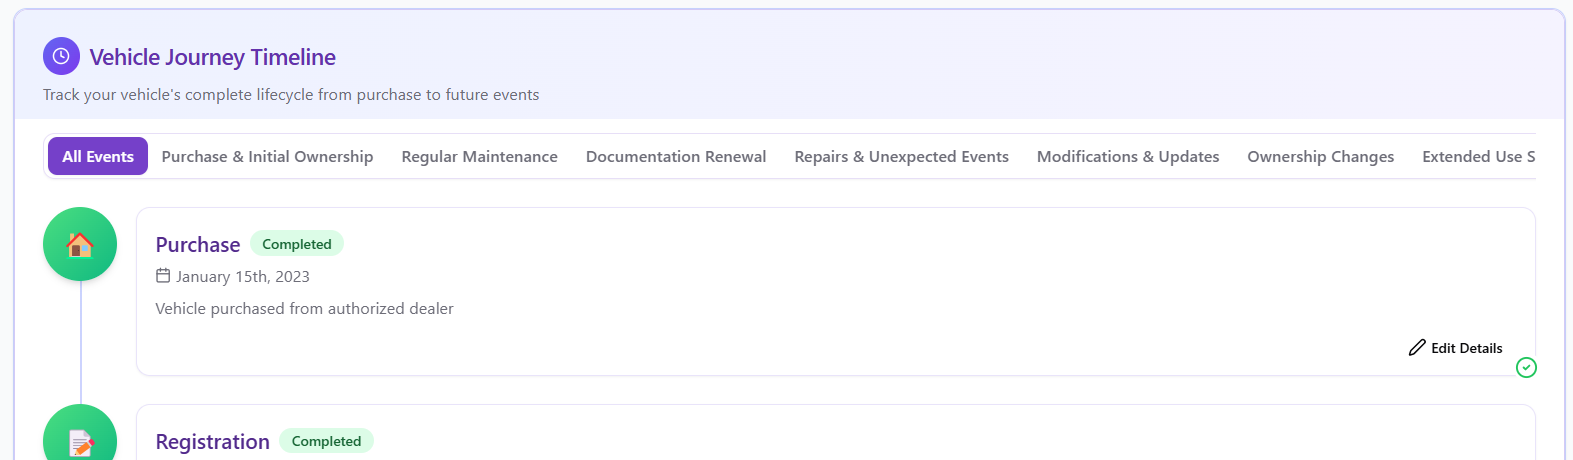 Vehicle Journey Timeline
Track your vehicle's complete lifecycle from purchase to future events
All Events Purchase & Initial Ownership Regular Maintenance Documentation Renewal Repairs & Unexpected Events Modifications & Updates Ownership Changes Extended Use S
Purchase Completed
January 15th, 2023
Vehicle purchased from authorized dealer
Edit Details
Registration Completed